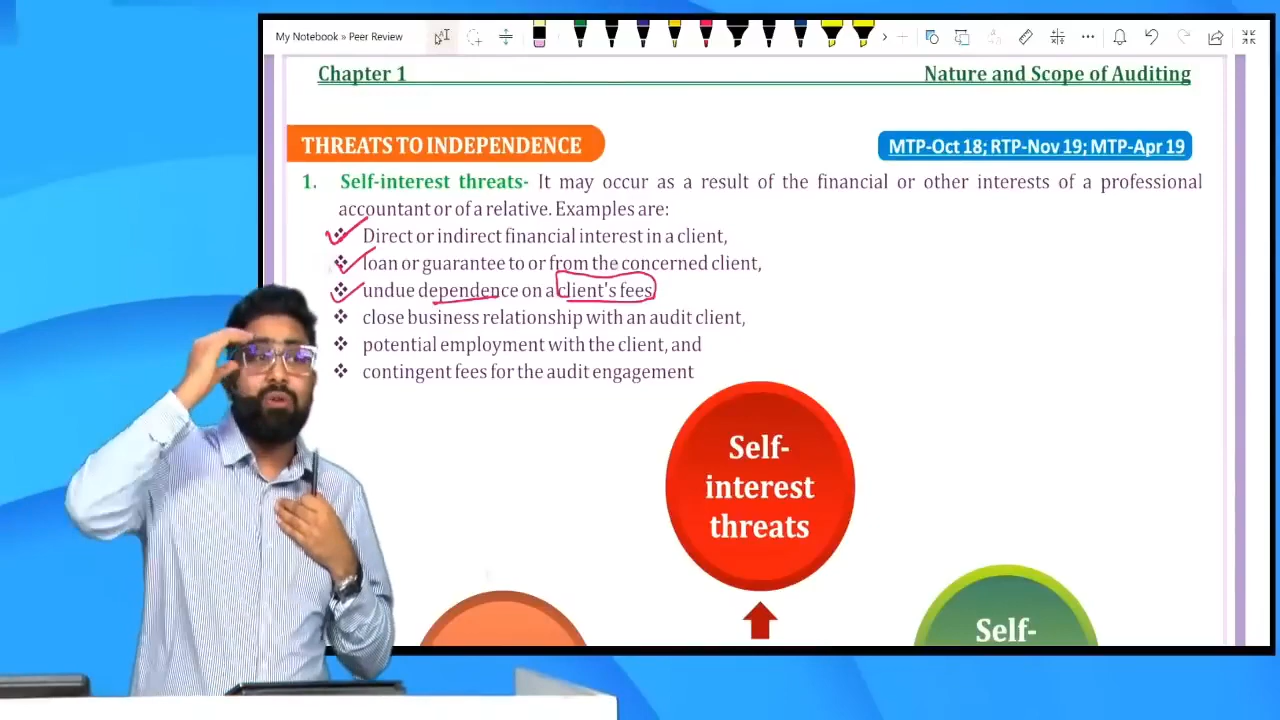 My Notebook » Peer Review
Chapter 1 Nature and Scope of Auditing
THREATS TO INDEPENDENCE MTP-Oct 18; RTP-Nov 19; MTP-Apr 19
1. Self-interest threats- It may occur as a result of the financial or other interests of a professional
accountant or of a relative. Examples are:
❖ Direct or indirect financial interest in a client,
❖ loan or guarantee to or from the concerned client,
❖ undue dependence on a client's fees
❖ close business relationship with an audit client,
❖ potential employment with the client, and
❖ contingent fees for the audit engagement
Self-
interest
threats
Self-